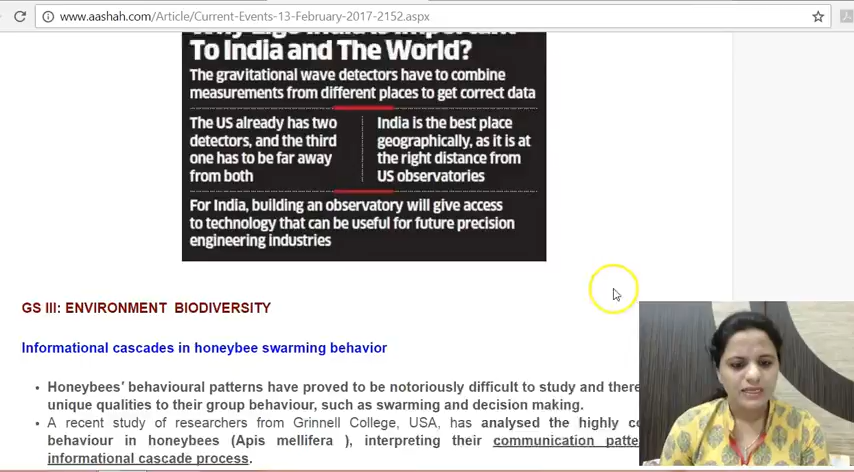 www.aashah.com/Article/Current-Events-13-February-2017-2152.aspx
To India and The World?
The gravitational wave detectors have to combine
measurements from different places to get correct data
The US already has two
detectors, and the third
one has to be far away
from both
India is the best place
geographically, as it is at
the right distance from
US observatories
For India, building an observatory will give access
to technology that can be useful for future precision
engineering industries
GS III: ENVIRONMENT BIODIVERSITY
Informational cascades in honeybee swarming behavior
Honeybees' behavioural patterns have proved to be notoriously difficult to study and there
unique qualities to their group behaviour, such as swarming and decision making.
A recent study of researchers from Grinnell College, USA, has analysed the highly co
behaviour in honeybees (Apis mellifera ), interpreting their communication patte
informational cascade process.